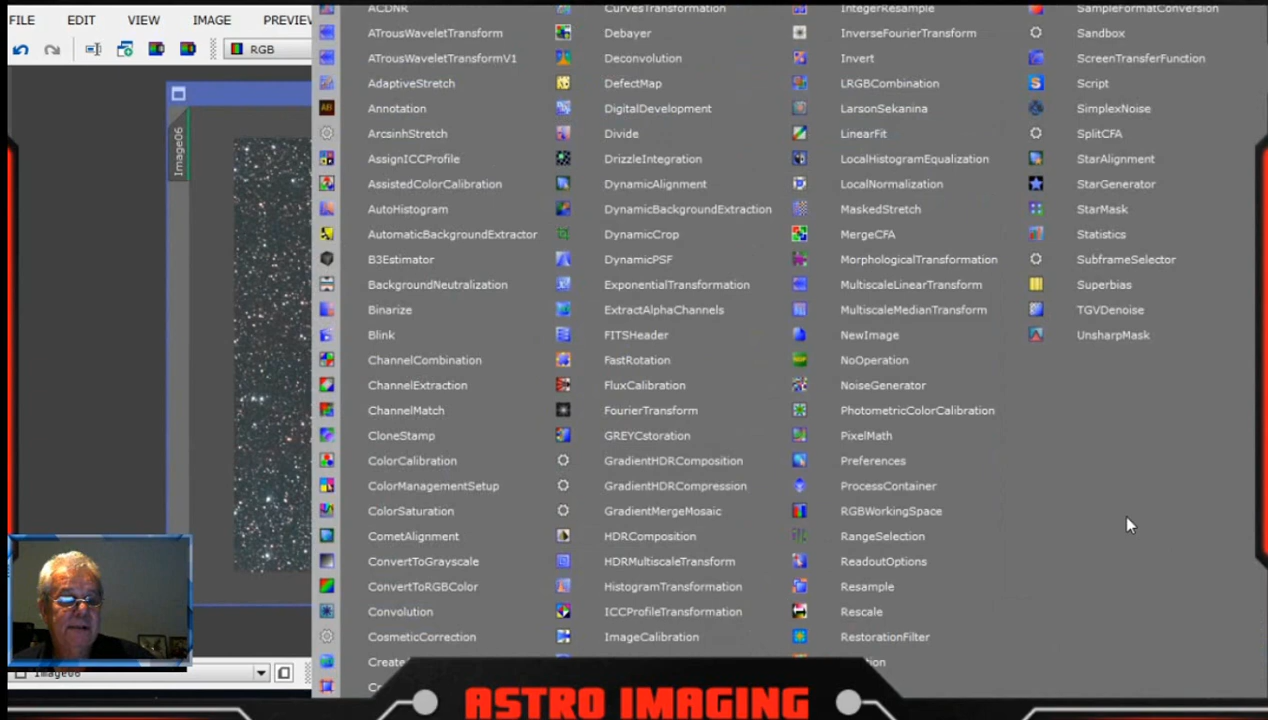 FILE EDIT VIEW IMAGE PREVIEW
RGB
Image06
ACDNR
ATrousWaveletTransform
ATrousWaveletTransformV1
AdaptiveStretch
Annotation
ArcsinhStretch
AssignICCProfile
AssistedColorCalibration
AutoHistogram
AutomaticBackgroundExtractor
B3Estimator
BackgroundNeutralization
Binarize
Blink
ChannelCombination
ChannelExtraction
ChannelMatch
CloneStamp
ColorCalibration
ColorManagementSetup
ColorSaturation
CometAlignment
ConvertToGrayscale
ConvertToRGBColor
Convolution
CosmeticCorrection
CurvesTransformation
Debayer
Deconvolution
DefectMap
DigitalDevelopment
Divide
DrizzleIntegration
DynamicAlignment
DynamicBackgroundExtraction
DynamicCrop
DynamicPSF
ExponentialTransformation
ExtractAlphaChannels
FITSHeader
FastRotation
FluxCalibration
FourierTransform
GREYCstoration
GradientHDRComposition
GradientHDRCompression
GradientMergeMosaic
HDRComposition
HDRMultiscaleTransform
HistogramTransformation
ICCProfileTransformation
ImageCalibration
IntegerResample
InverseFourierTransform
Invert
LRGBCombination
LarsonSekanina
LinearFit
LocalHistogramEqualization
LocalNormalization
MaskedStretch
MergeCFA
MorphologicalTransformation
MultiscaleLinearTransform
MultiscaleMedianTransform
NewImage
NoOperation
NoiseGenerator
PhotometricColorCalibration
PixelMath
Preferences
ProcessContainer
RGBWorkingSpace
RangeSelection
ReadoutOptions
Resample
Rescale
RestorationFilter
SampleFormatConversion
Sandbox
ScreenTransferFunction
Script
SimplexNoise
SplitCFA
StarAlignment
StarGenerator
StarMask
Statistics
SubframeSelector
Superbias
TGVDenoise
UnsharpMask
Image06
ASTRO IMAGING